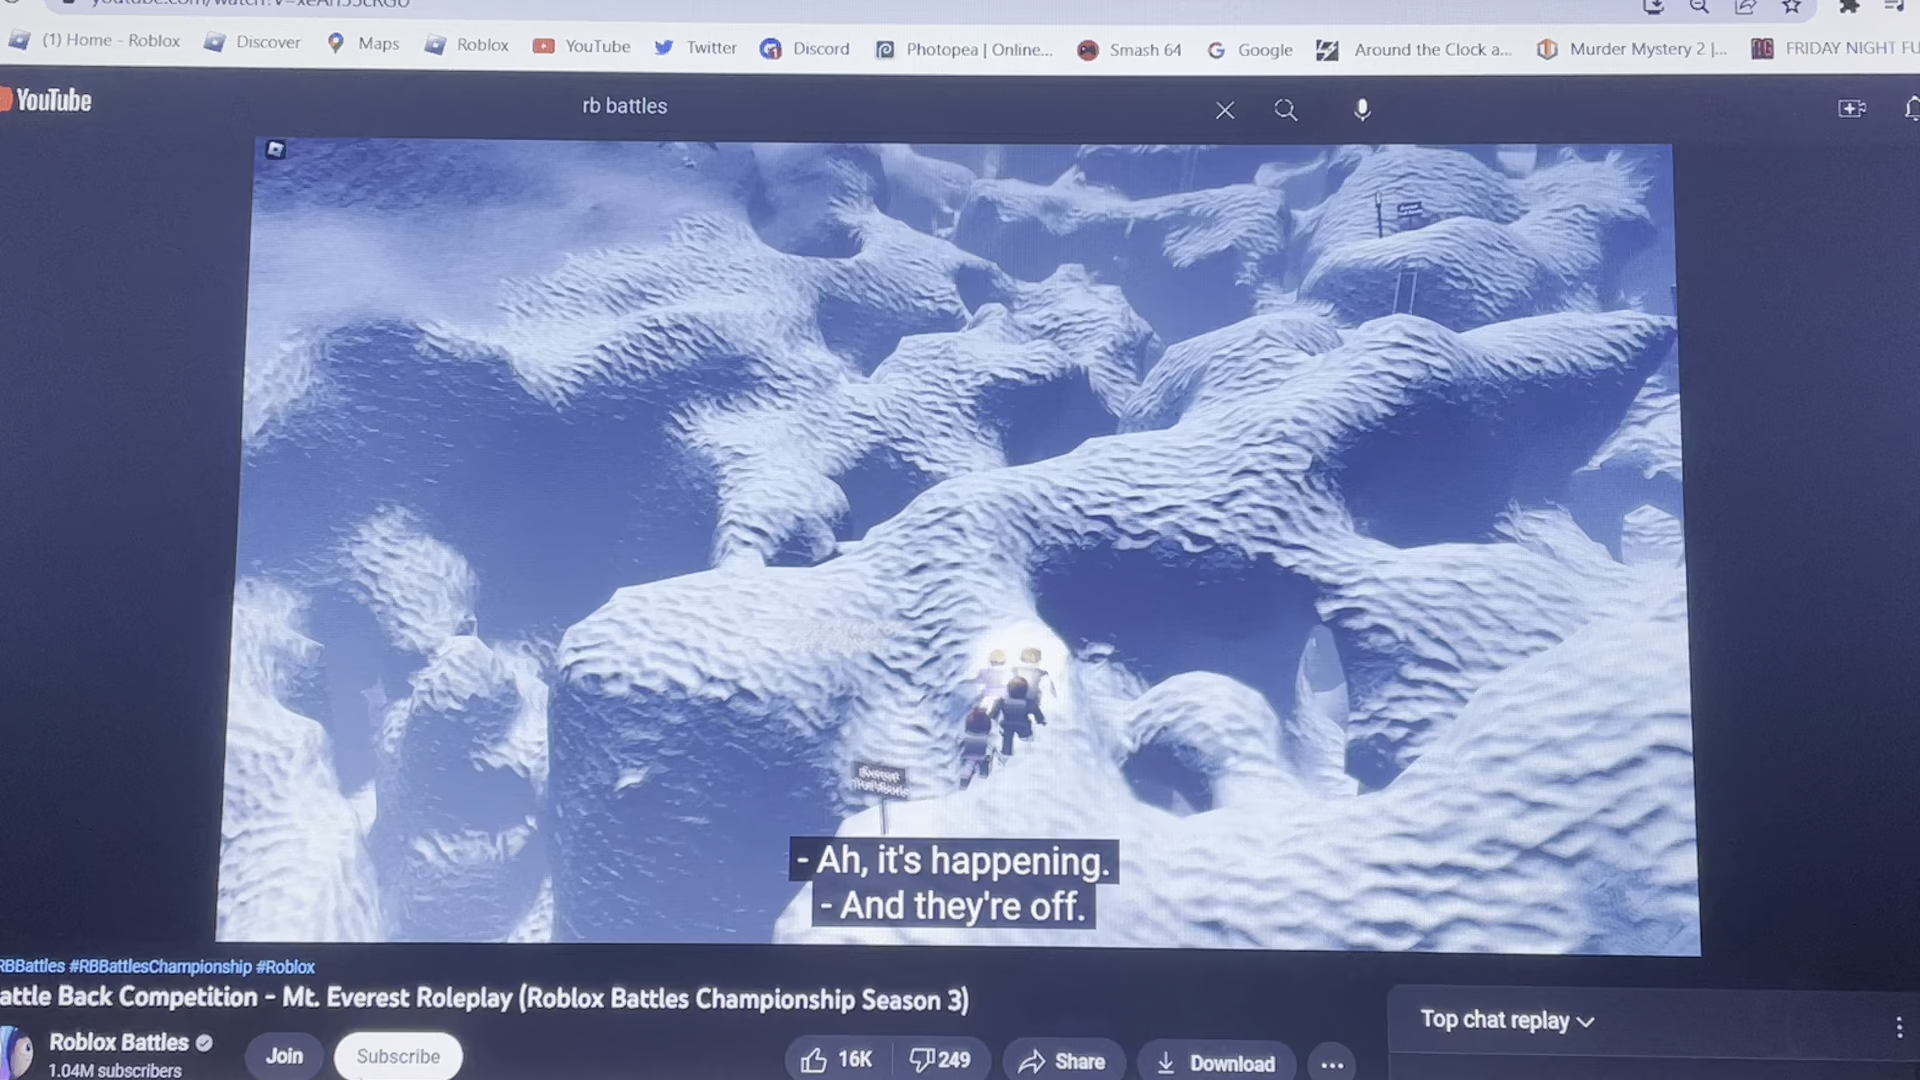 (1) Home - Roblox
Discover
Maps
Roblox
YouTube
Twitter
Discord
Photopea | Online...
Smash 64
Google
Around the Clock a...
Murder Mystery 2 |...
FRIDAY NIGHT FU
YouTube
rb battles
- Ah, it's happening.
- And they're off.
RBBattles #RBBattlesChampionship #Roblox
attle Back Competition - Mt. Everest Roleplay (Roblox Battles Championship Season 3)
Top chat replay
Roblox Battles
1.04M subscribers
Join
Subscribe
16K
249
Share
Download